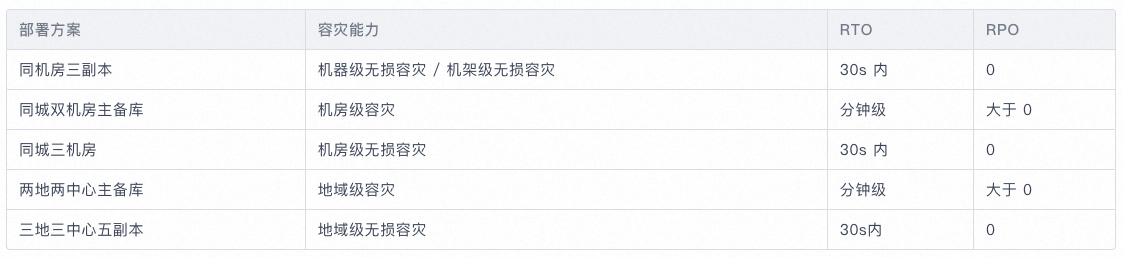 部署方案 容灾能力 RTO RPO
同机房三副本 机器级无损容灾 / 机架级无损容灾 30s 内 0
同城双机房主备库 机房级容灾 分钟级 大于 0
同城三机房 机房级无损容灾 30s 内 0
两地两中心主备库 地域级容灾 分钟级 大于 0
三地三中心五副本 地域级无损容灾 30s内 0